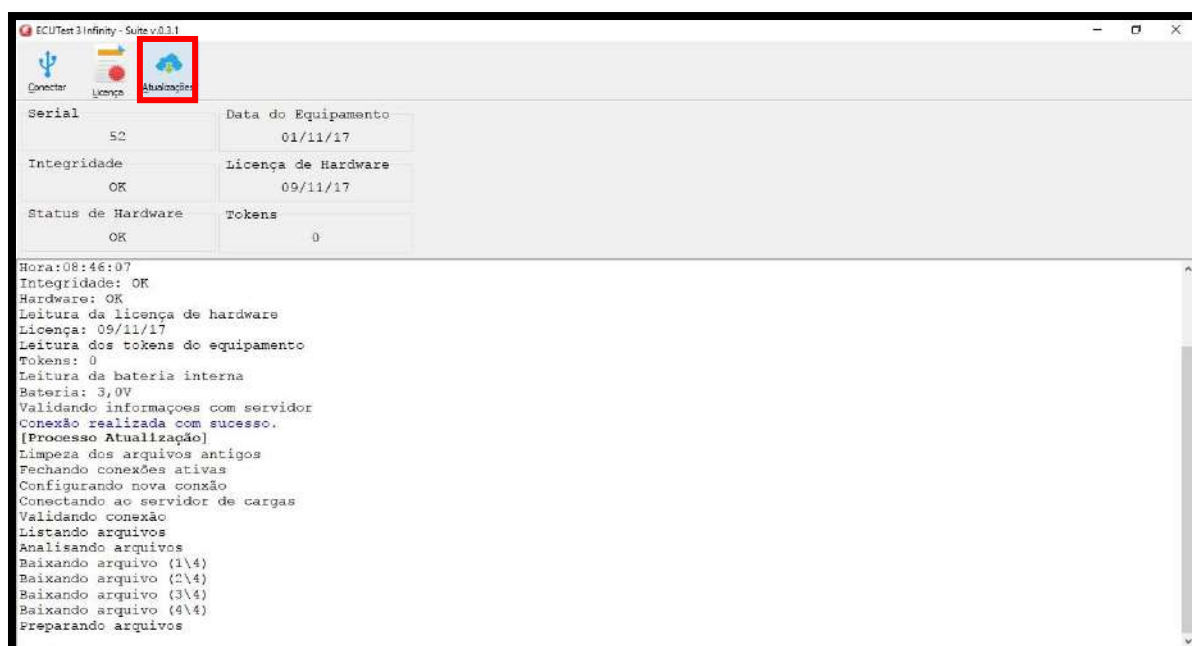 ECUTest 3 Infinity - Suite v.0.3.1
Conectar Licença Atualizações
Serial Data do Equipamento
52 01/11/17
Integridade Licença de Hardware
OK 09/11/17
Status de Hardware Tokens
OK 0
Hora:08:46:07
Integridade: OK
Hardware: OK
Leitura da licença de hardware
Licença: 09/11/17
Leitura dos tokens do equipamento
Tokens: 0
Leitura da bateria interna
Bateria: 3,0V
Validando informaçoes com servidor
Conexão realizada com sucesso.
[Processo Atualização]
Limpeza dos arquivos antigos
Fechando conexões ativas
Configurando nova conxão
Conectando ao servidor de cargas
Validando conexão
Listando arquivos
Analisando arquivos
Baixando arquivo (1\4)
Baixando arquivo (2\4)
Baixando arquivo (3\4)
Baixando arquivo (4\4)
Preparando arquivos